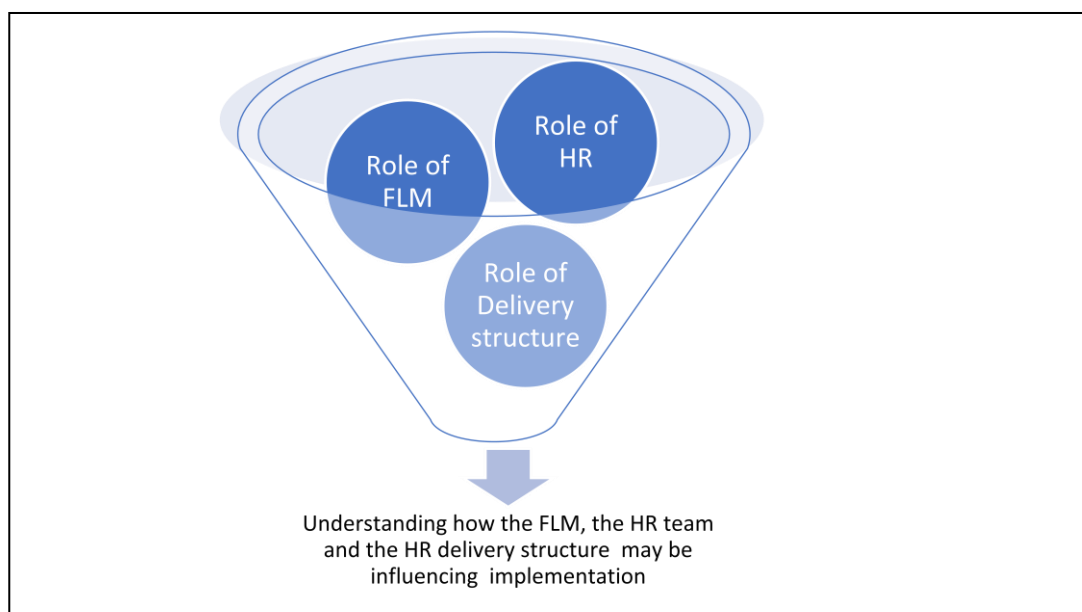 Role of
HR
Role of
FLM
Role of
Delivery
structure
Understanding how the FLM, the HR team
and the HR delivery structure may be
influencing implementation